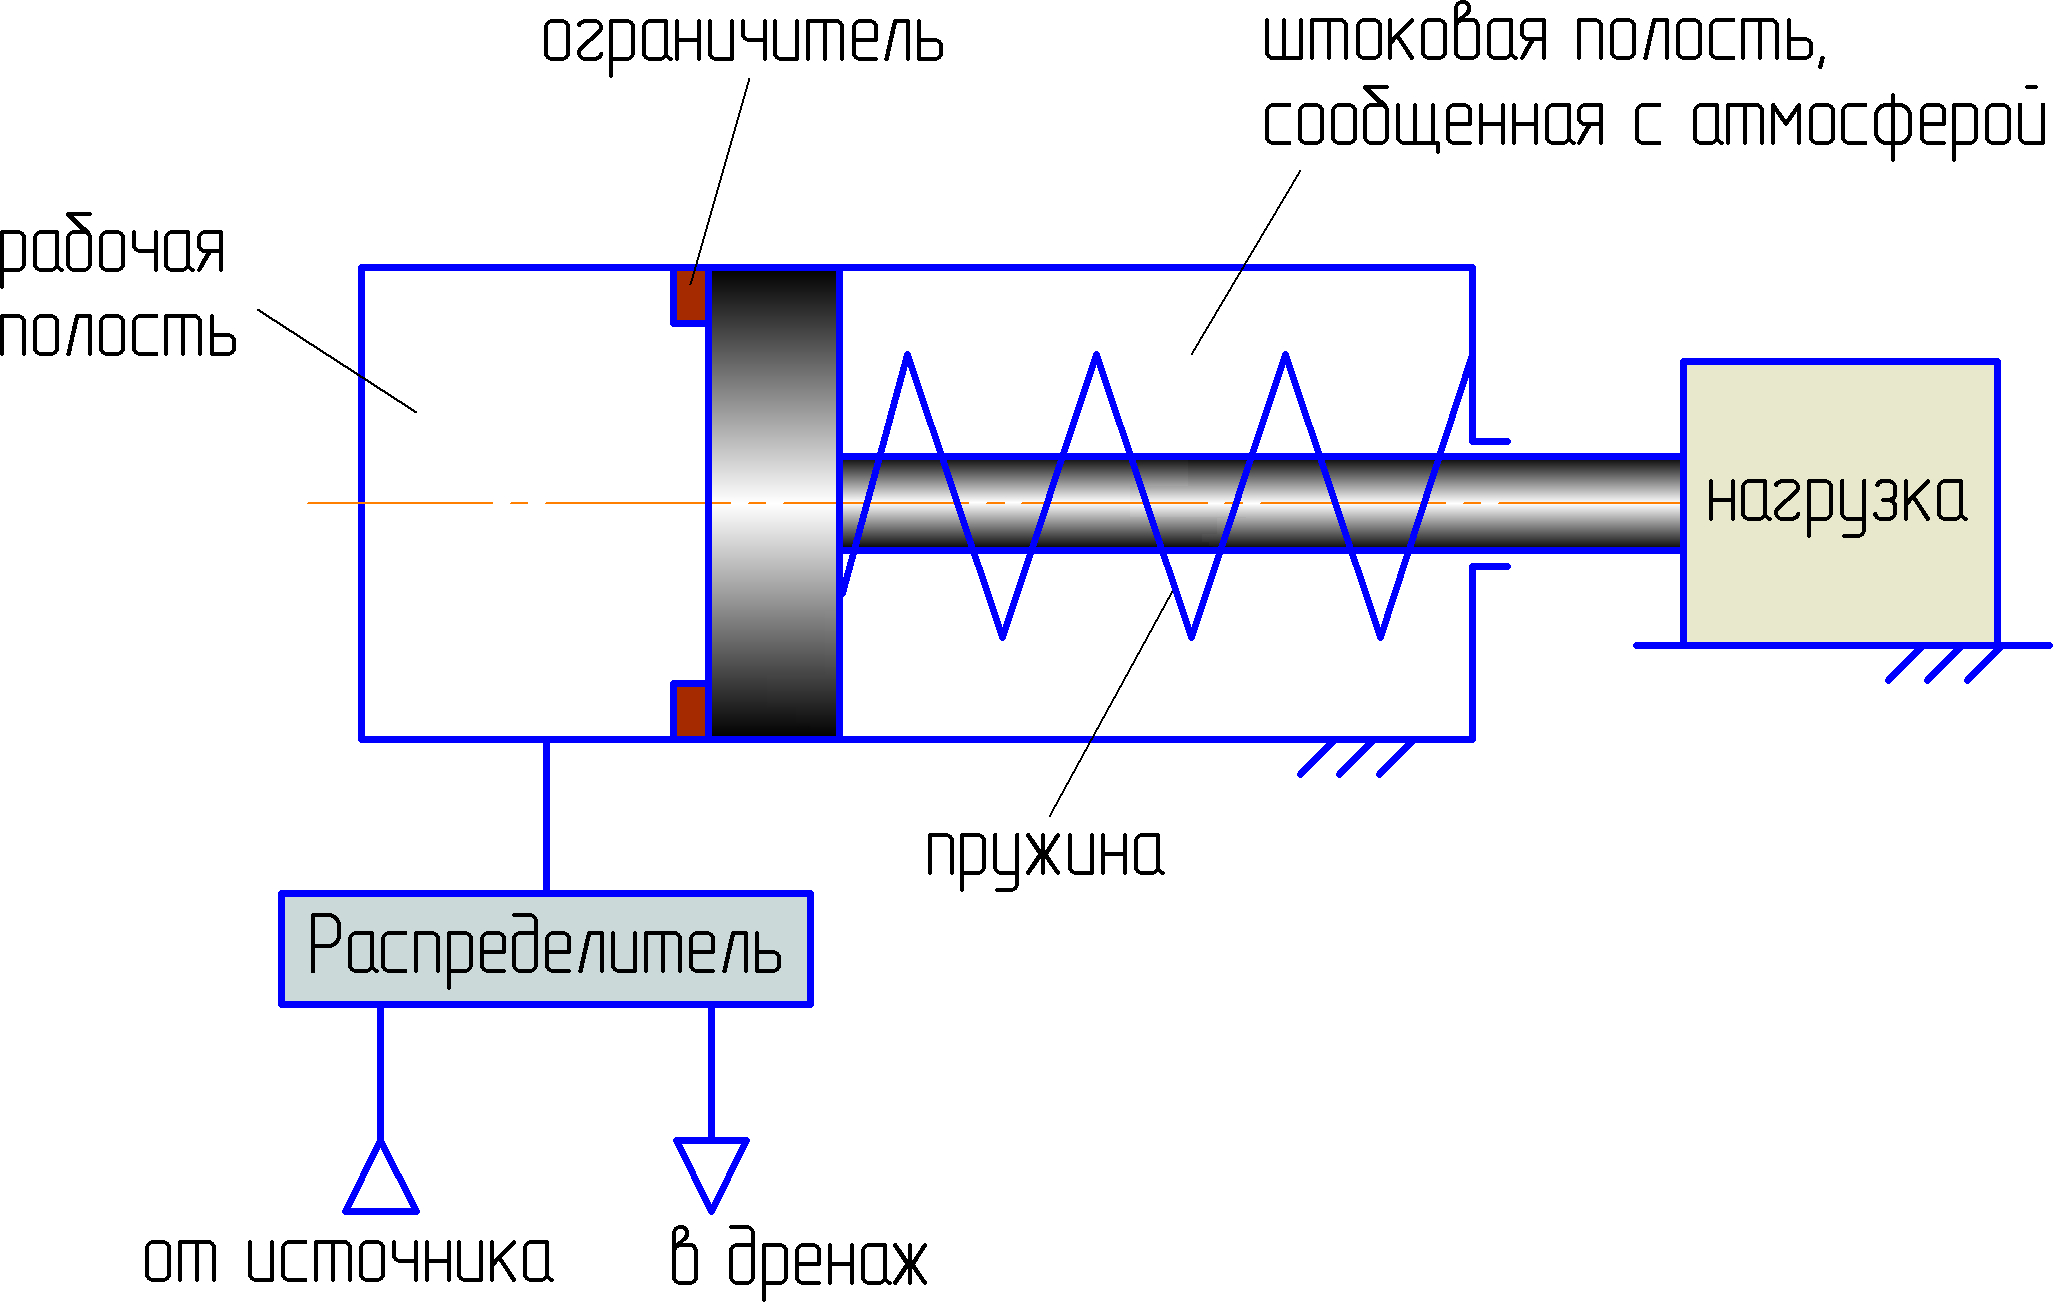 ограничитель
штоковая полость,
сообщенная с атмосферой
рабочая
полость
нагрузка
пружина
Распределитель
от источника
в дренаж